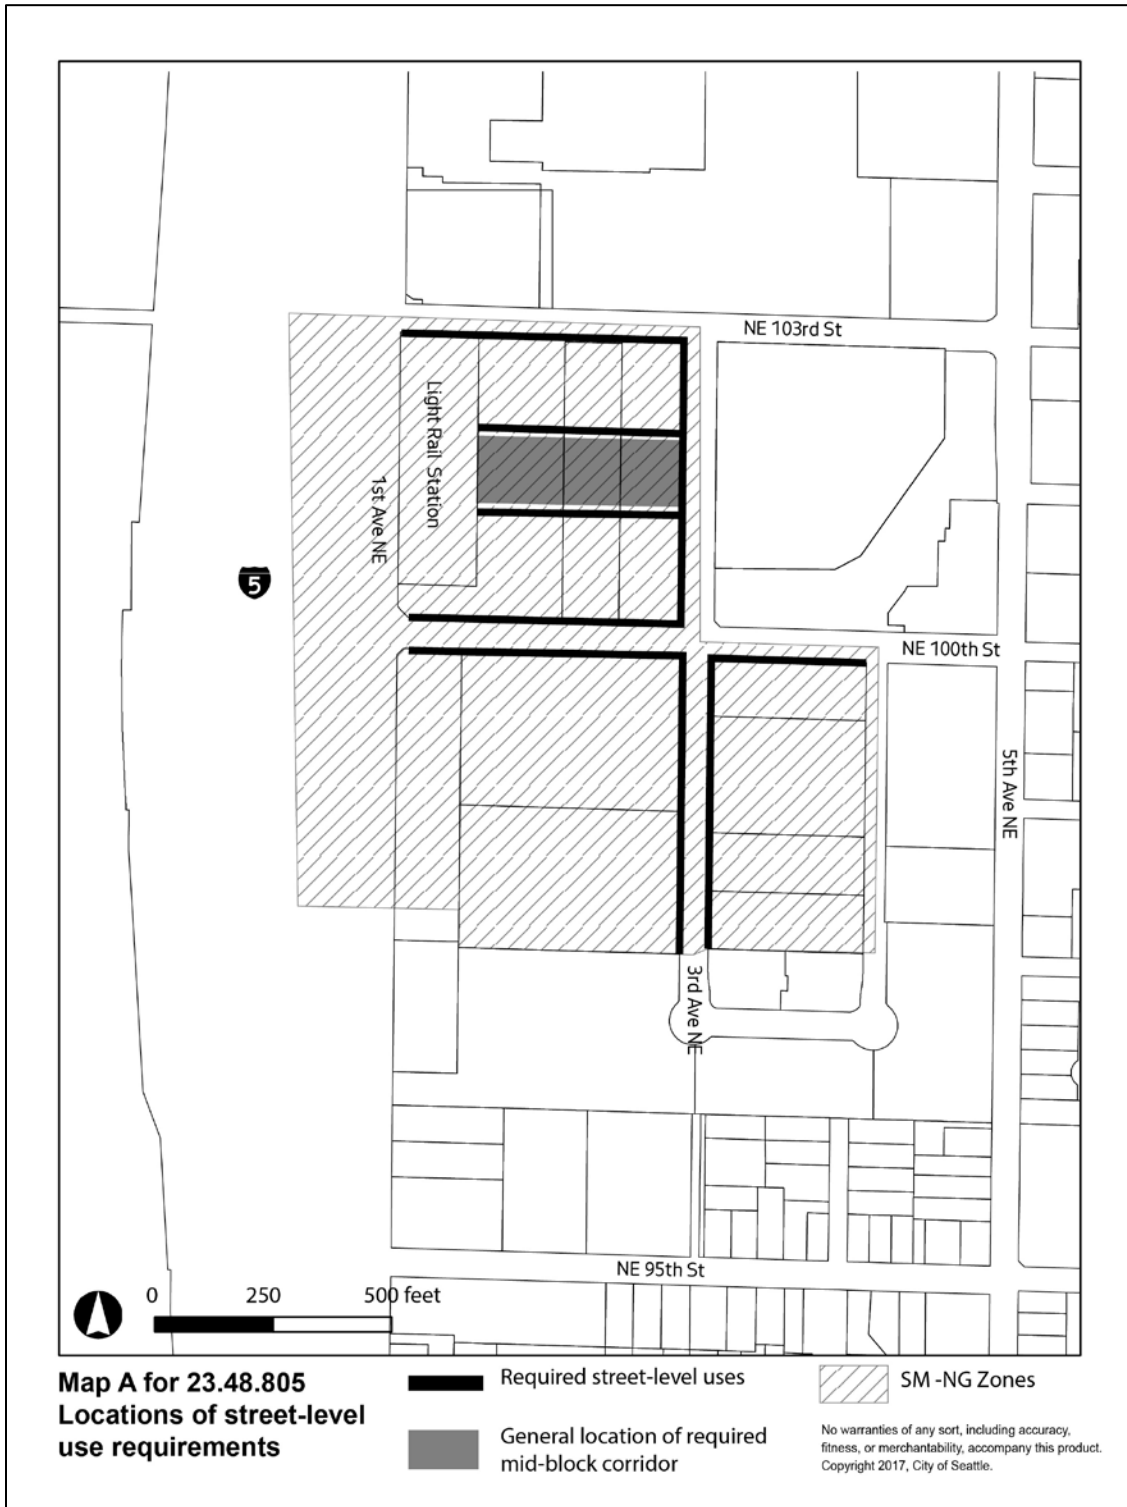 NE 103rd St
Light Rail Station
1st Ave NE
5
NE 100th St
5th Ave NE
3rd Ave NE
NE 95th St
0 250 500 feet
Map A for 23.48.805
Locations of street-level
use requirements
Required street-level uses
General location of required
mid-block corridor
SM -NG Zones
No warranties of any sort, including accuracy,
fitness, or merchantability, accompany this product.
Copyright 2017, City of Seattle.